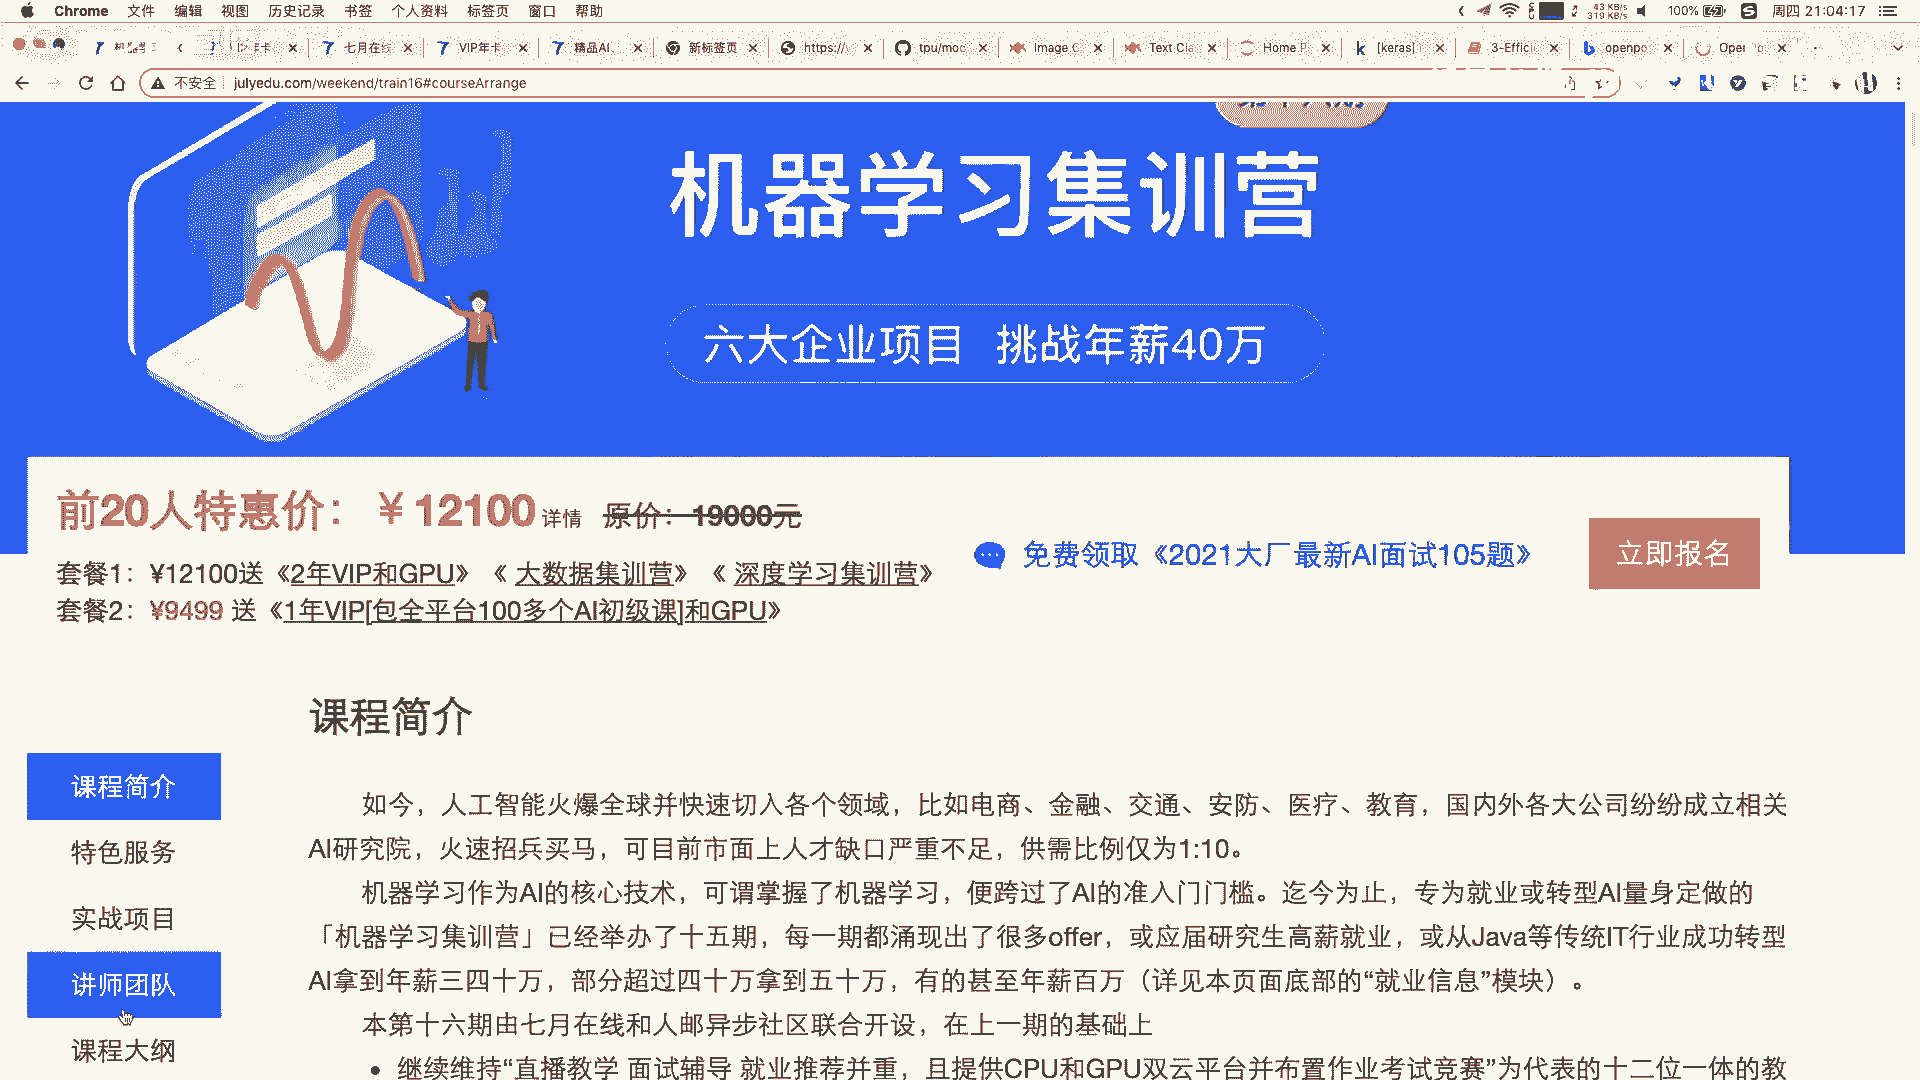 Chrome 文件 编辑 视图 历史记录 书签 个人资料 标签页 窗口 帮助
43 KB/s
319 KB/s
100%
周四 21:04:17
年卡
七月在线
VIP年卡
精品AI
新标签页
https://
tpu/moc
Image C
Text Cla
Home P
[keras]
3-Effici
openpo
不安全 julyedu.com/weekend/train16#courseArrange
机器学习集训营
六大企业项目 挑战年薪40万
前20人特惠价：￥12100 详情 原价：19000元
套餐1：¥12100送《2年VIP和GPU》《 大数据集训营》《 深度学习集训营》
套餐2：¥9499 送《1年VIP[包全平台100多个AI初级课]和GPU》
免费领取《2021大厂最新AI面试105题》
立即报名
课程简介
特色服务
实战项目
讲师团队
课程大纲
课程简介
如今，人工智能火爆全球并快速切入各个领域，比如电商、金融、交通、安防、医疗、教育，国内外各大公司纷纷成立相关
AI研究院，火速招兵买马，可目前市面上人才缺口严重不足，供需比例仅为1:10。
机器学习作为AI的核心技术，可谓掌握了机器学习，便跨过了AI的准入门门槛。迄今为止，专为就业或转型AI量身定做的
「机器学习集训营」已经举办了十五期，每一期都涌现出了很多offer，或应届研究生高薪就业，或从Java等传统IT行业成功转型
AI拿到年薪三四十万，部分超过四十万拿到五十万，有的甚至年薪百万（详见本页面底部的“就业信息”模块）。
本第十六期由七月在线和人邮异步社区联合开设，在上一期的基础上
继续维持“直播教学 面试辅导 就业推荐并重，且提供CPU和GPU双云平台并布置作业考试竞赛”为代表的十二位一体的教